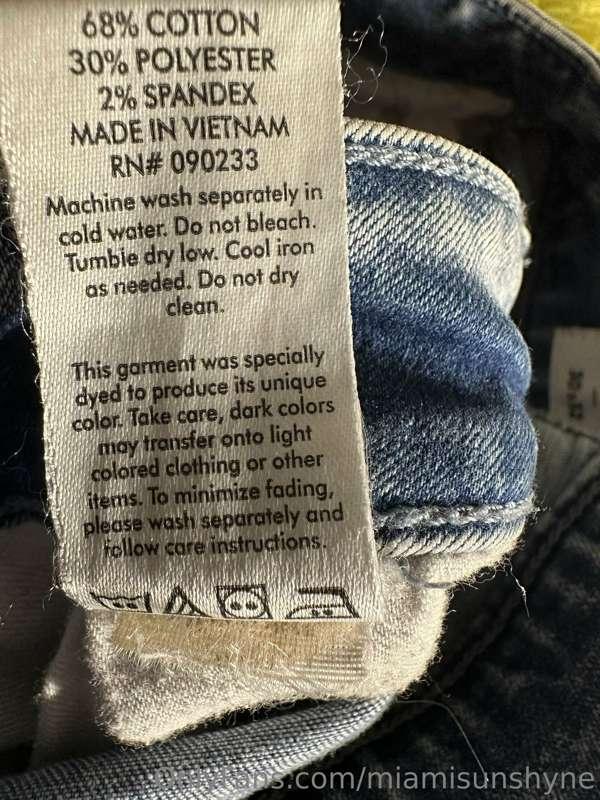 68% COTTON
30% POLYESTER
2% SPANDEX
MADE IN VIETNAM
RN# 090233
Machine wash separately in
cold water. Do not bleach.
Tumble dry low. Cool iron
as needed. Do not dry
clean.
This garment was specially
dyed to produce its unique
color. Take care, dark colors
may transfer onto light
colored clothing or other
items. To minimize fading,
please wash separately and
follow care instructions.
onlyfans.com/miamisunshyne